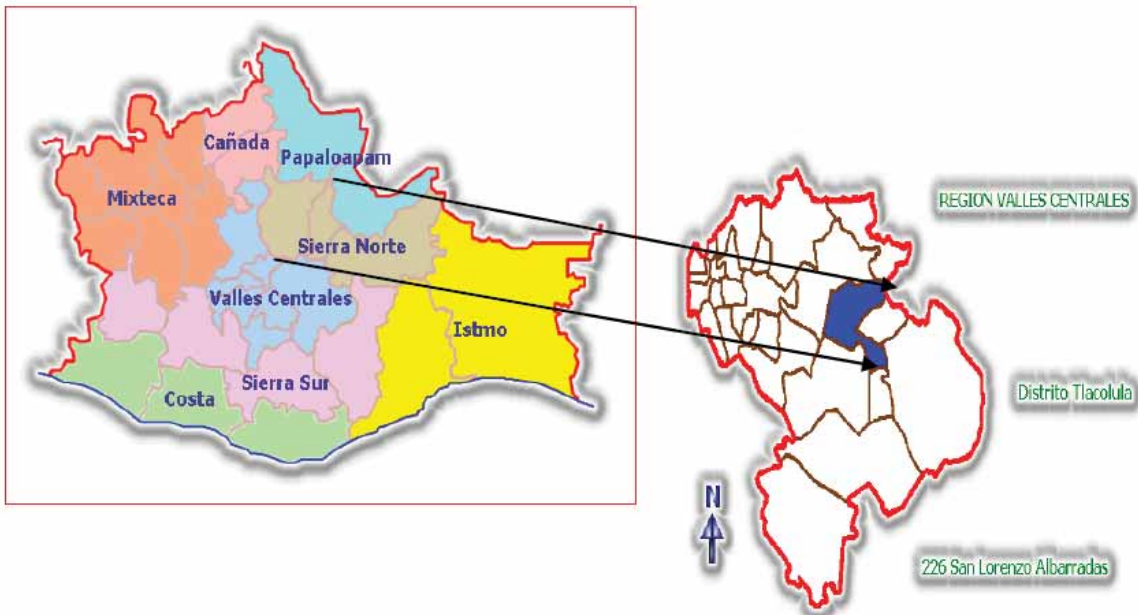 Cañada
Papaloapam
Mixteca
Sierra Norte
Valles Centrales
Istmo
Sierra Sur
Costa
REGION VALLES CENTRALES
Distrito Tlacolula
N
226 San Lorenzo Albarradas